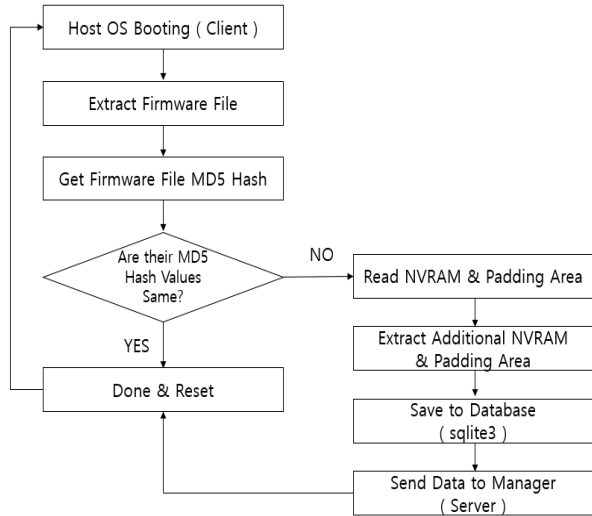 Host OS Booting ( Client )
Extract Firmware File
Get Firmware File MD5 Hash
Are their MD5
Hash Values
Same?
NO
YES
Read NVRAM & Padding Area
Extract Additional NVRAM
& Padding Area
Save to Database
( sqlite3 )
Send Data to Manager
( Server )
Done & Reset